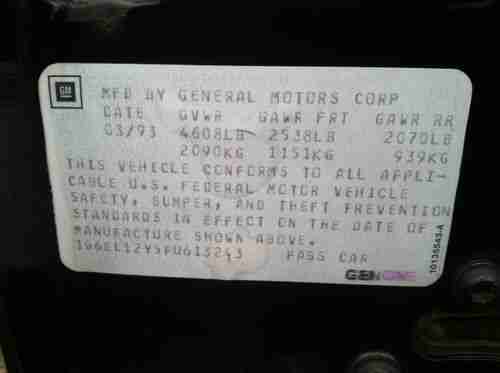 GM
MFD BY GENERAL MOTORS CORP
DATE GVWR GAWR FRT GAWR RR
03/93 4608LB 2538LB 2070LB
2090KG 1151KG 939KG
THIS VEHICLE CONFORMS TO ALL APPLI-
CABLE U.S. FEDERAL MOTOR VEHICLE
SAFETY, BUMPER, AND THEFT PREVENTION
STANDARDS IN EFFECT ON THE DATE OF
MANUFACTURE SHOWN ABOVE.
PASS CAR
10135543-A